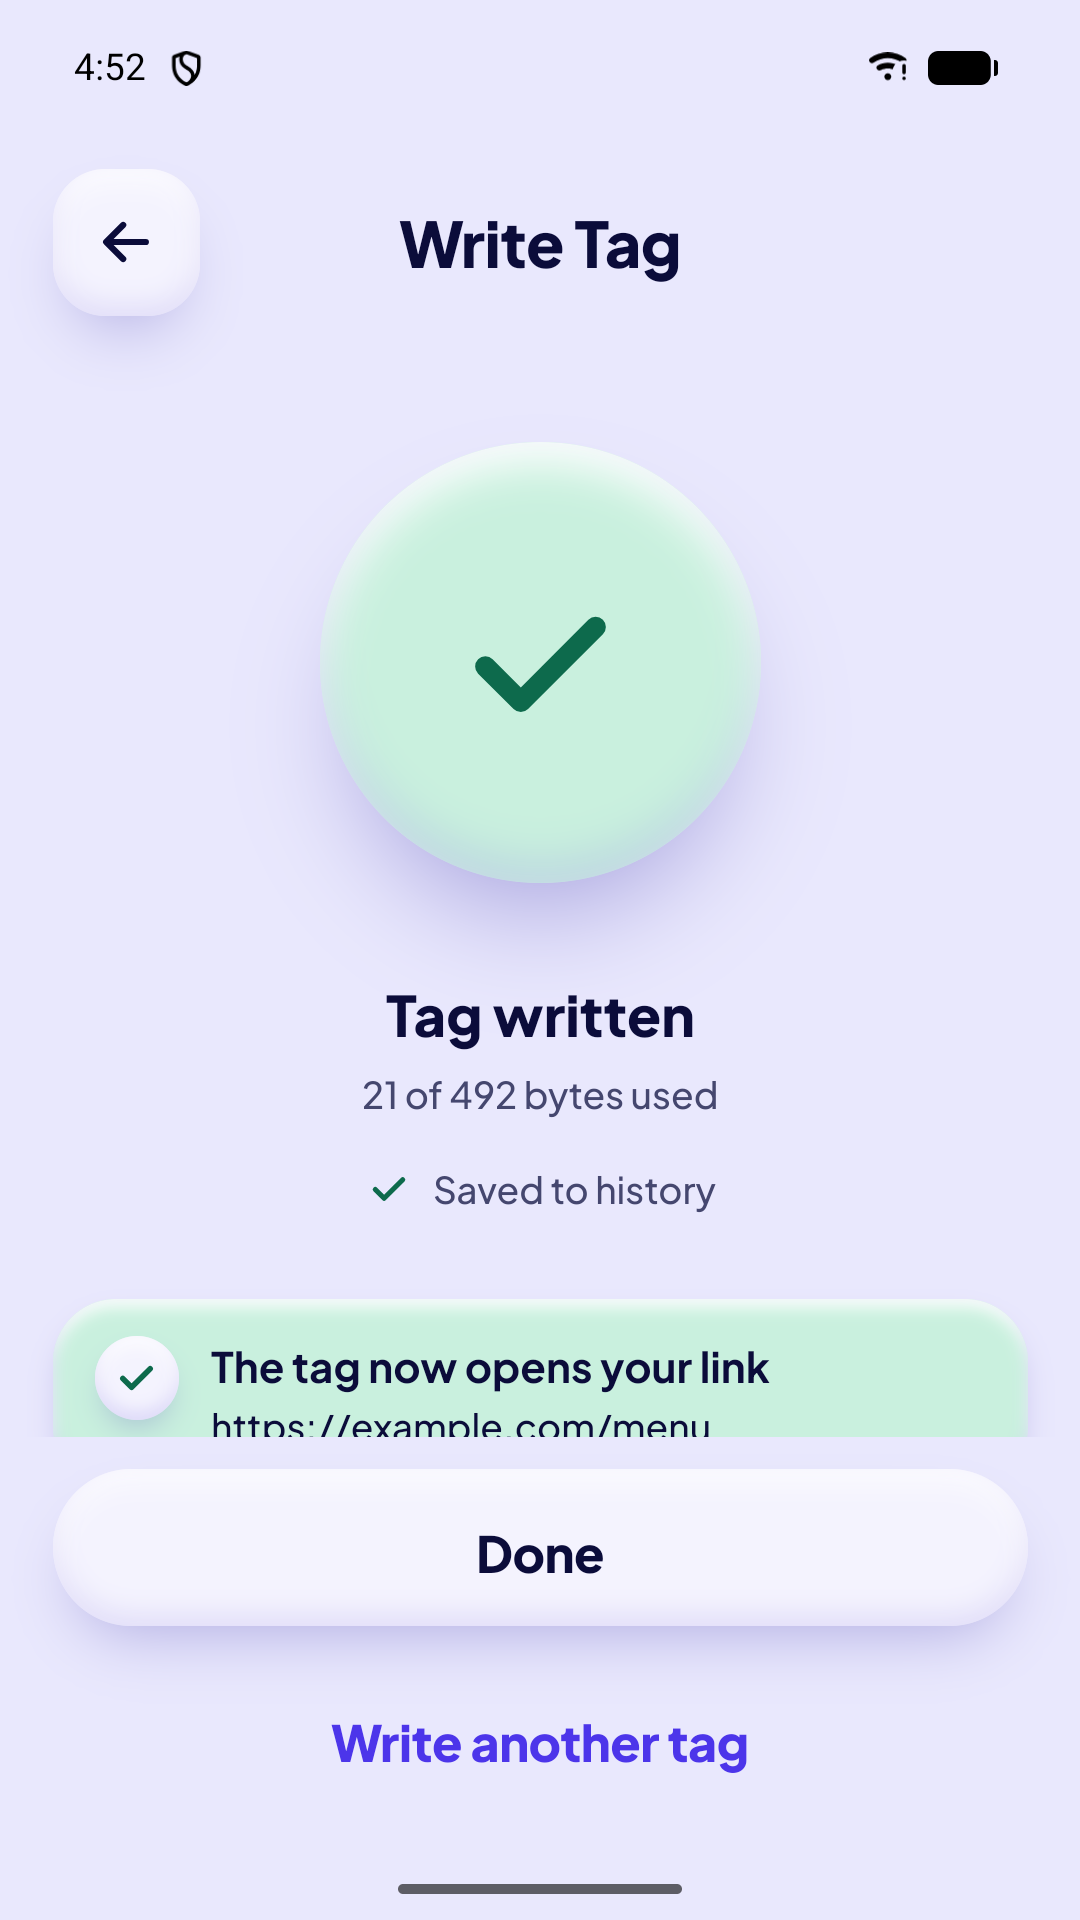 4:52
Write Tag
Tag written
21 of 492 bytes used
Saved to history
The tag now opens your link
https://example.com/menu
Done
Write another tag